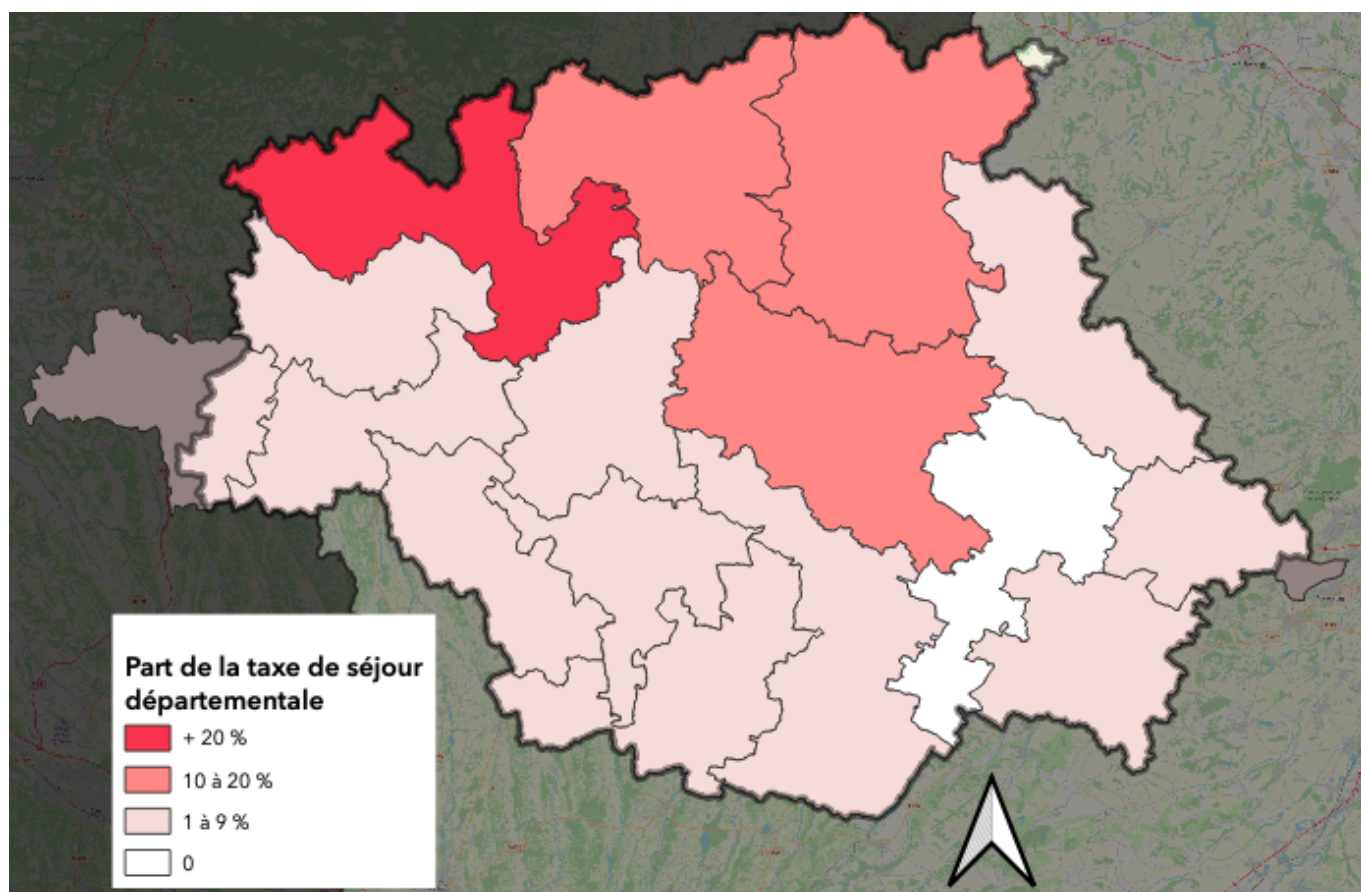 Part de la taxe de séjour
départementale
+ 20 %
10 à 20 %
1 à 9 %
0